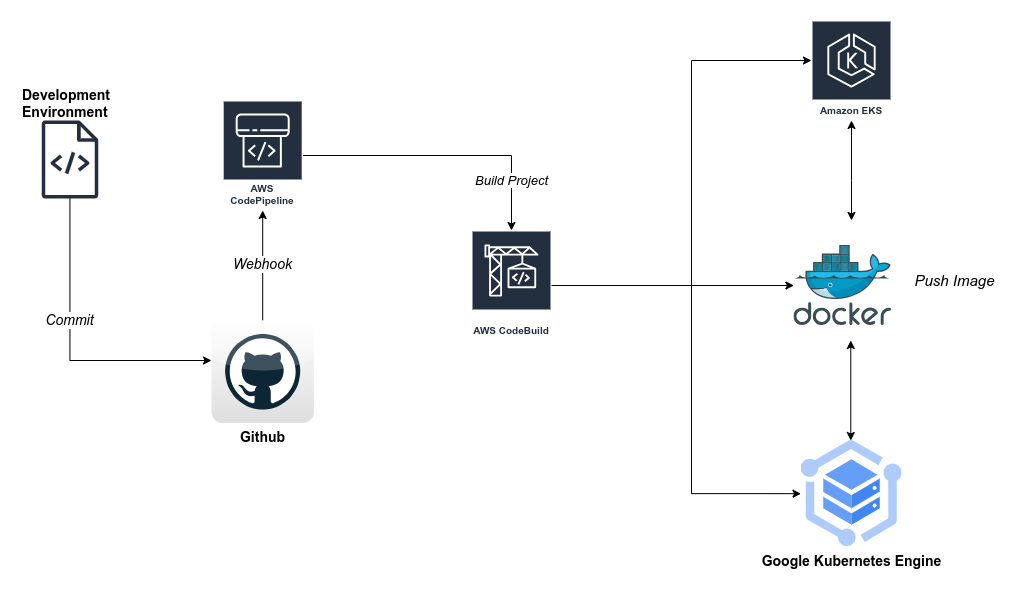 Development
Environment
</>
Commit
Github
Webhook
</>
AWS
CodePipeline
Build Project
</>
AWS CodeBuild
K
Amazon EKS
docker
Push Image
Google Kubernetes Engine